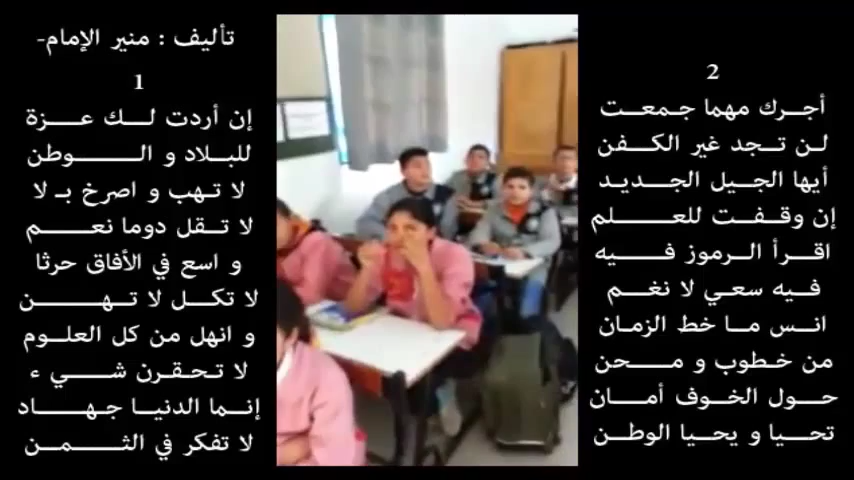 تأليف : منير الإمام-
1
إن أردت لك عزة
للبلاد و الوطن
لا تهب و اصرخ بـ لا
لا تقل دوما نعم
و اسع في الأفاق حرثا
لا تكل لا تهن
و انهل من كل العلوم
لا تحقرن شيء
إنما الدنيا جهاد
لا تفكر في الثمن
2
أجرك مهما جمعت
لن تجد غير الكفن
أيها الجيل الجديد
إن وقفت للعلم
اقرأ الرموز فيه
فيه سعي لا نغم
انس ما خط الزمان
من خطوب و محن
حول الخوف أمان
تحيا و يحيا الوطن